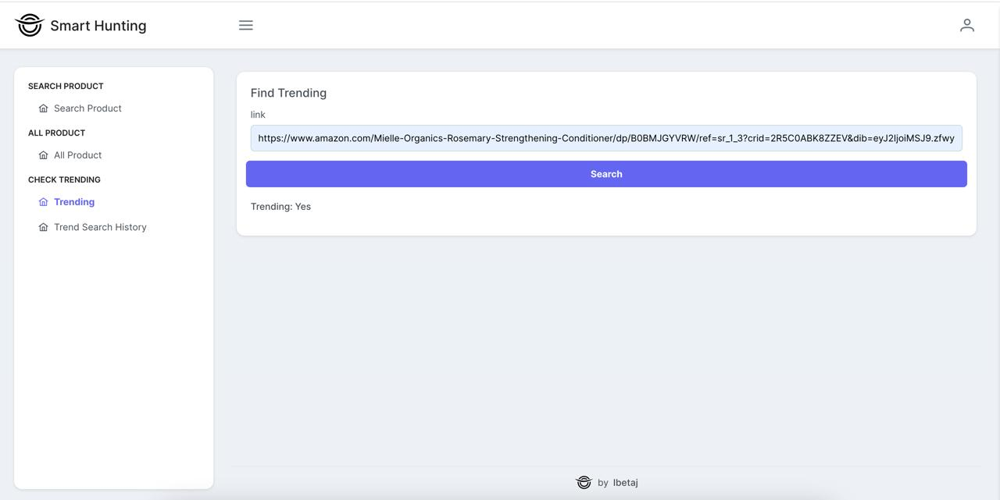 Smart Hunting
SEARCH PRODUCT
Search Product
ALL PRODUCT
All Product
CHECK TRENDING
Trending
Trend Search History
Find Trending
link
https://www.amazon.com/Mielle-Organics-Rosemary-Strengthening-Conditioner/dp/B0BMJGYVRW/ref=sr_1_3?crid=2R5C0ABK8ZZEV&dib=eyJ2IjoiMSJ9.zfwy
Search
Trending: Yes
by Ibetaj